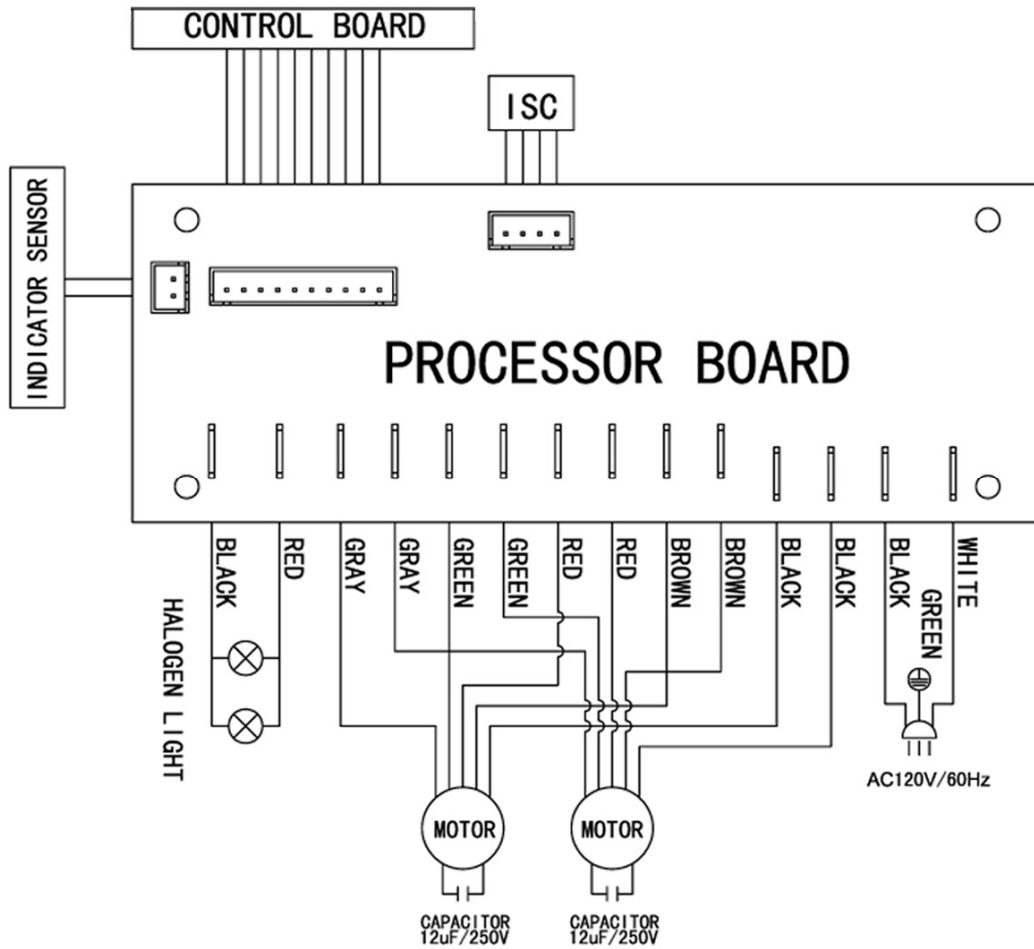 CONTROL BOARD
ISC
INDICATOR SENSOR
PROCESSOR BOARD
BLACK
RED
GRAY
GRAY
GREEN
GREEN
RED
RED
BROWN
BROWN
BLACK
BLACK
BLACK
GREEN
WHITE
HALOGEN LIGHT
AC120V/60Hz
MOTOR
MOTOR
CAPACITOR
12uF/250V
CAPACITOR
12uF/250V